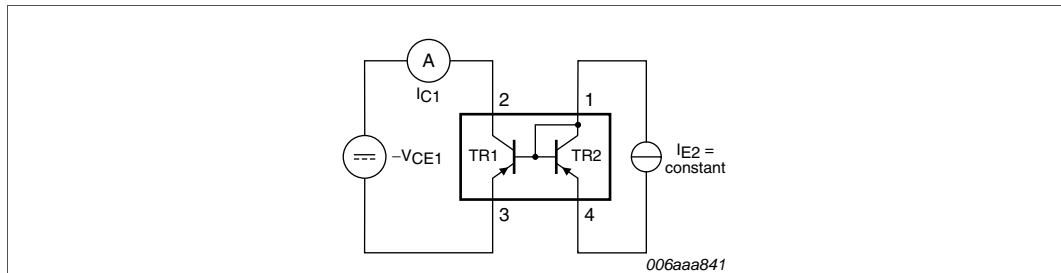 A
IC1
2
1
–VCE1
TR1
TR2
IE2 =
constant
3
4
006aaa841